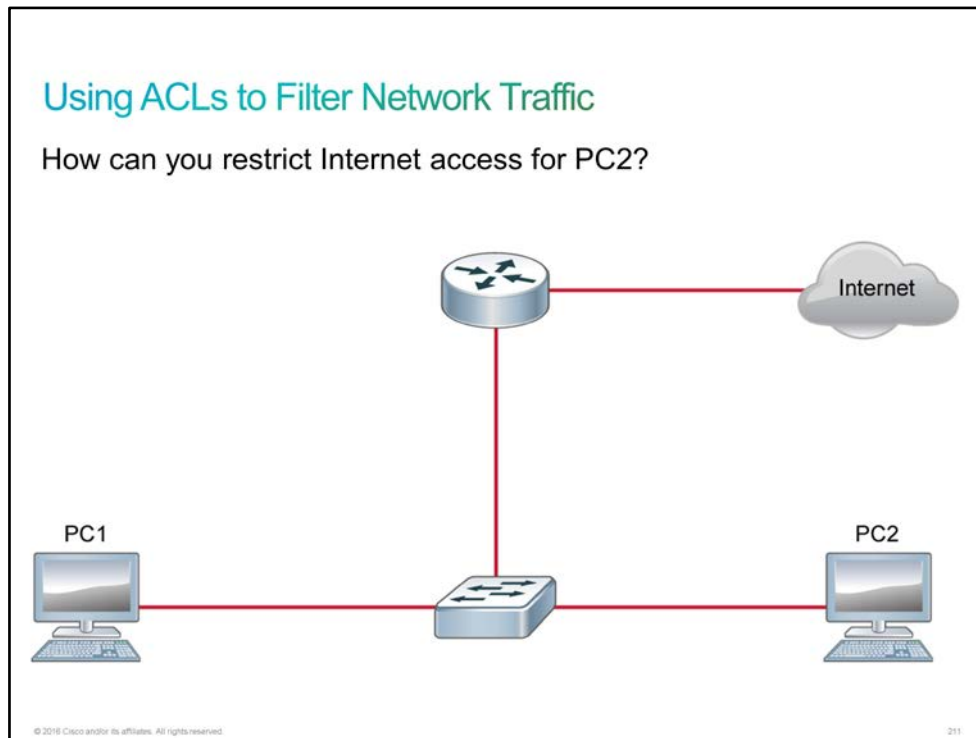 Using ACLs to Filter Network Traffic
How can you restrict Internet access for PC2?
Internet
PC1
PC2
© 2016 Cisco and/or its affiliates. All rights reserved.
211